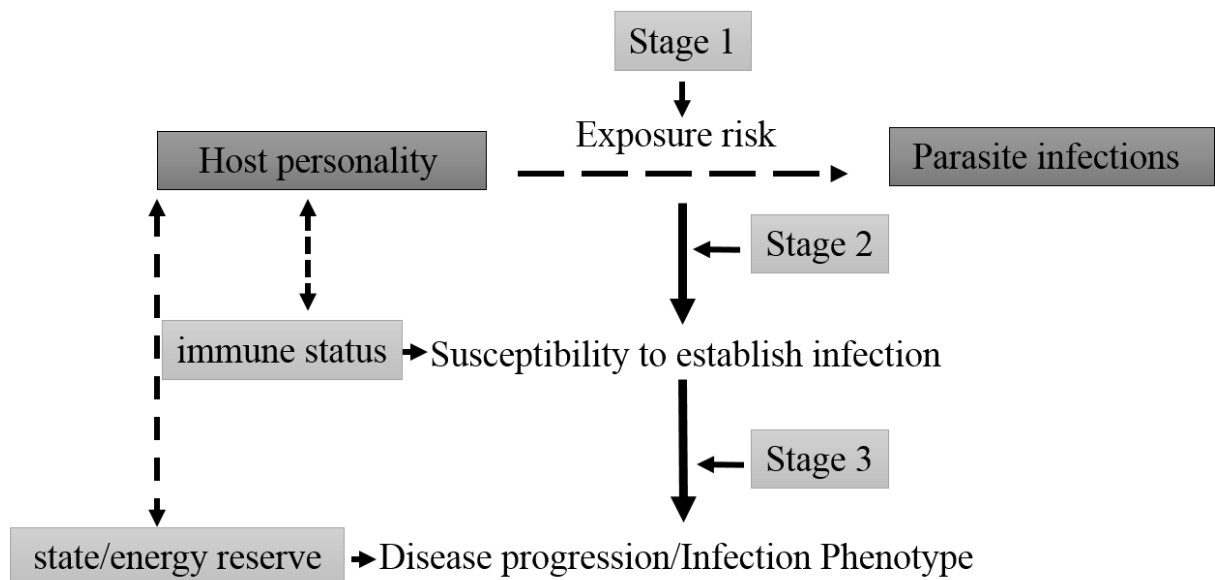 Stage 1
Exposure risk
Host personality
Parasite infections
Stage 2
immune status
Susceptibility to establish infection
Stage 3
state/energy reserve
Disease progression/Infection Phenotype